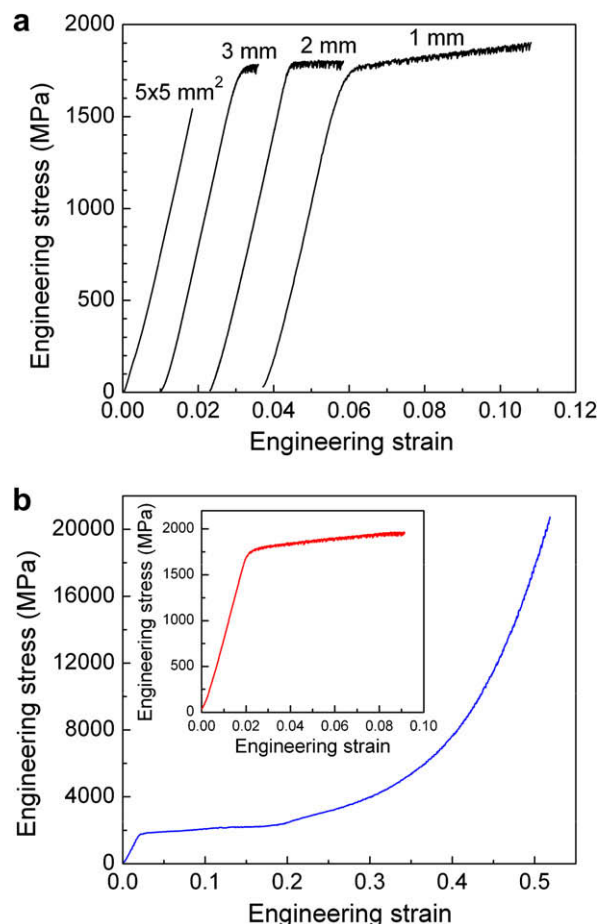 a
2000
1500
1000
500
0
Engineering stress (MPa)
5x5 mm²
3 mm
2 mm
1 mm
0.00 0.02 0.04 0.06 0.08 0.10 0.12
Engineering strain
b
20000
16000
12000
8000
4000
0
Engineering stress (MPa)
2000
1750
1500
1250
1000
750
500
250
0
Engineering stress (MPa)
0.00 0.02 0.04 0.06 0.08 0.10
Engineering strain
0.0 0.1 0.2 0.3 0.4 0.5
Engineering strain